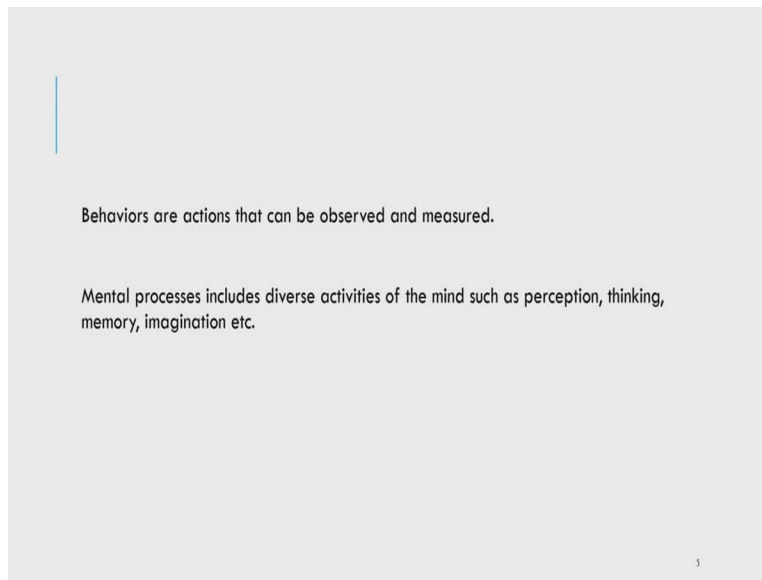 Behaviors are actions that can be observed and measured.
Mental processes includes diverse activities of the mind such as perception, thinking,
memory, imagination etc.
5